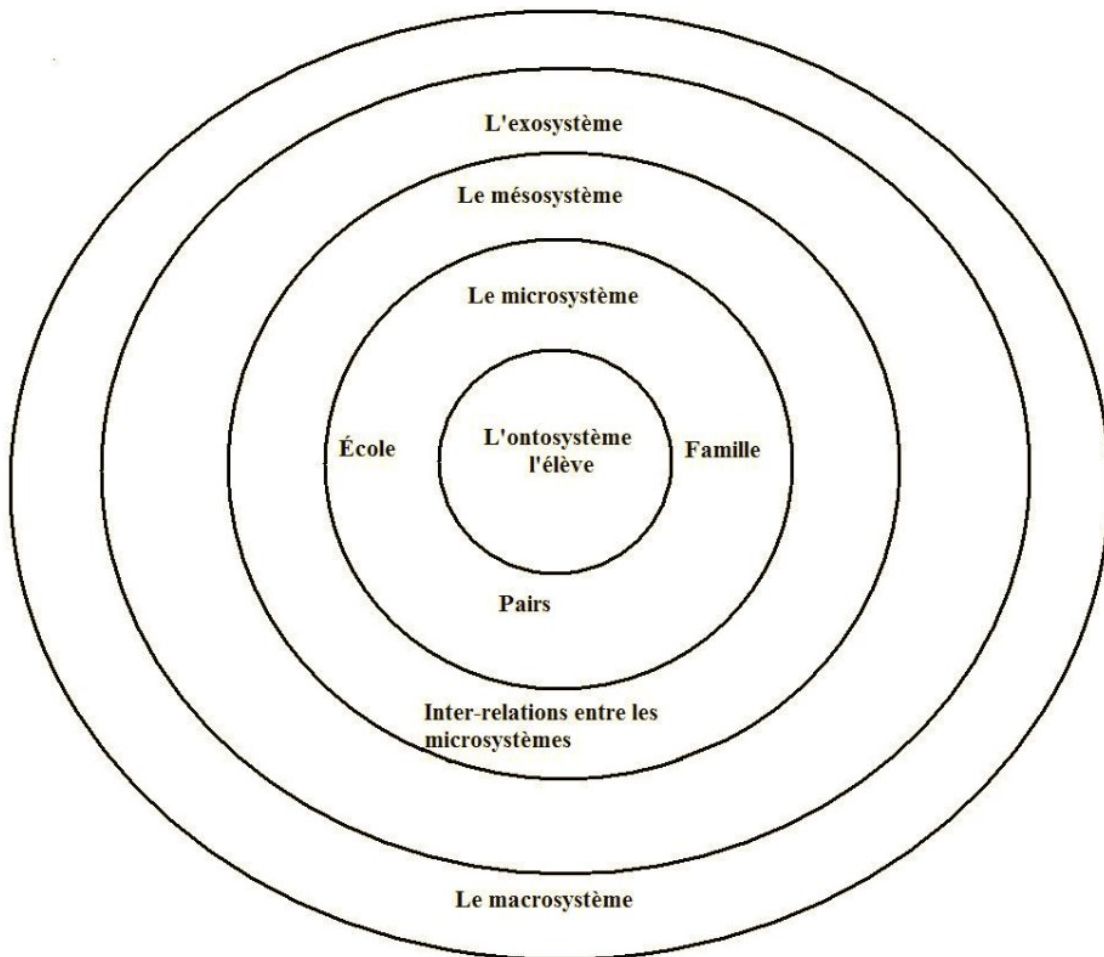 L'exosystème
Le mésosystème
Le microsystème
L'ontosystème
l'élève
École
Famille
Pairs
Inter-relations entre les
microsystèmes
Le macrosystème